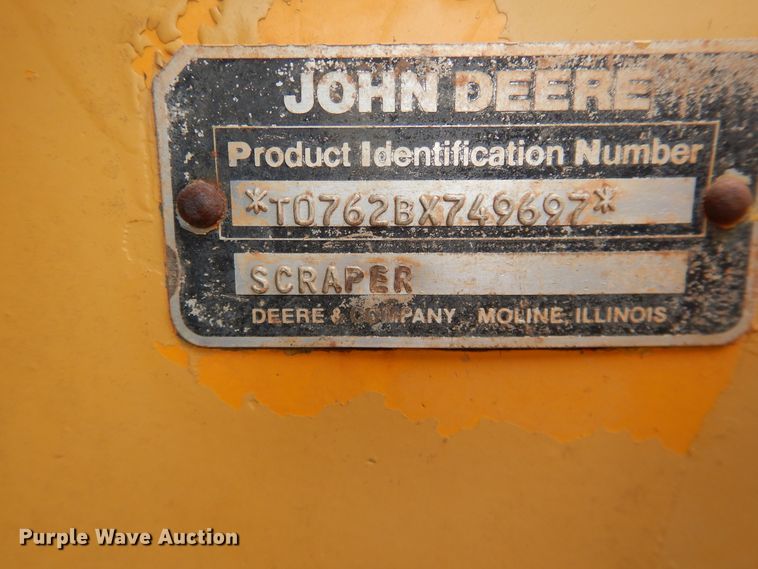 JOHN DEERE
Product Identification Number
*T0762BX749697*
SCRAPER
DEERE & COMPANY MOLINE, ILLINOIS
Purple Wave Auction